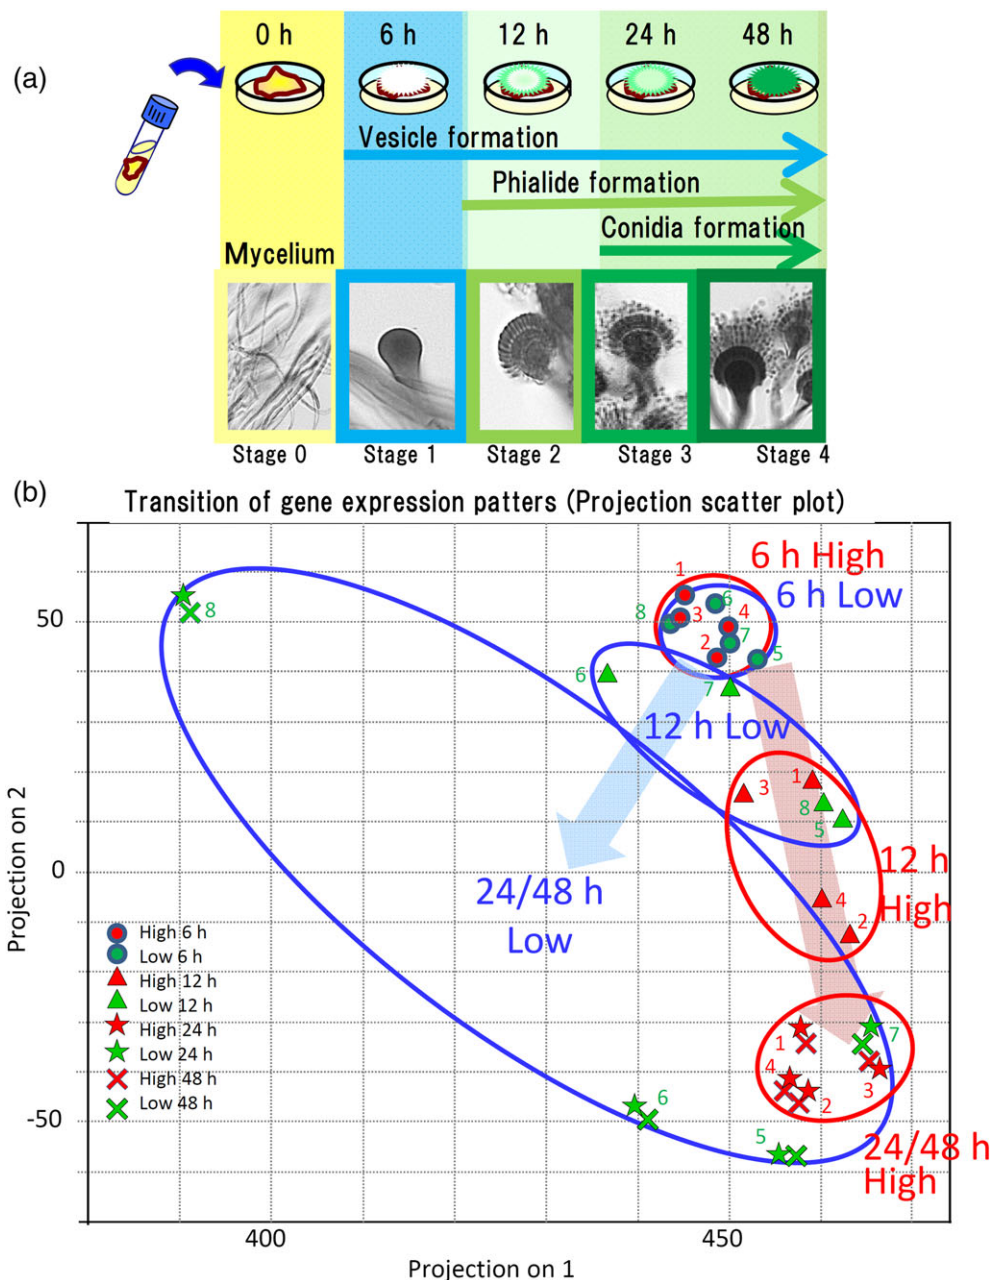 (a)
0 h 6 h 12 h 24 h 48 h
Vesicle formation
Phialide formation
Conidia formation
Mycelium
Stage 0 Stage 1 Stage 2 Stage 3 Stage 4
(b)
Transition of gene expression patters (Projection scatter plot)
6 h High
6 h Low
1
8
6
8
3
4
7
2
5
50
6
7
12 h Low
3
1
8
5
0
12 h
High
24/48 h
Low
4
2
High 6 h
Low 6 h
High 12 h
Low 12 h
High 24 h
Low 24 h
High 48 h
Low 48 h
1
7
4
3
2
6
5
-50
24/48 h
High
400 450
Projection on 1
Projection on 2